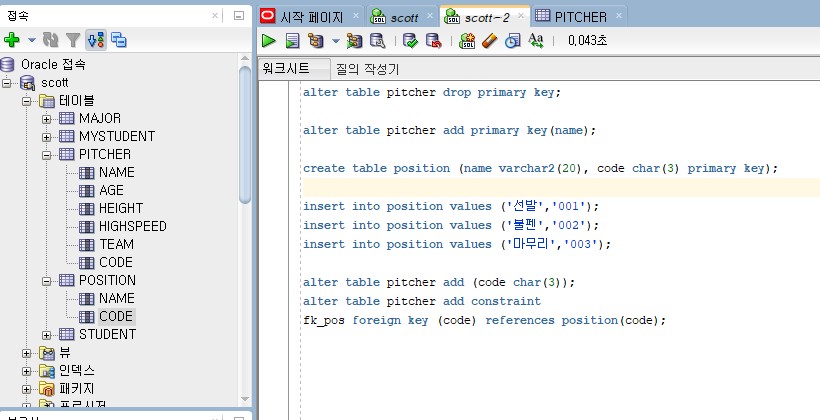 접속
시작 페이지
scott
scott~2
PITCHER
0,043초
워크시트
질의 작성기
Oracle 접속
scott
테이블
MAJOR
MYSTUDENT
PITCHER
NAME
AGE
HEIGHT
HIGHSPEED
TEAM
CODE
POSITION
NAME
CODE
STUDENT
뷰
인덱스
패키지
프로시저
alter table pitcher drop primary key;
alter table pitcher add primary key(name);
create table position (name varchar2(20), code char(3) primary key);
insert into position values ('선발','001');
insert into position values ('불펜','002');
insert into position values ('마무리','003');
alter table pitcher add (code char(3));
alter table pitcher add constraint
fk_pos foreign key (code) references position(code);